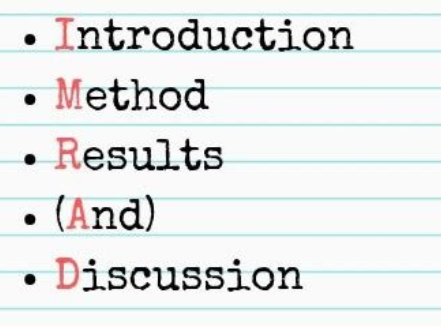 • Introduction
• Method
• Results
• (And)
• Discussion